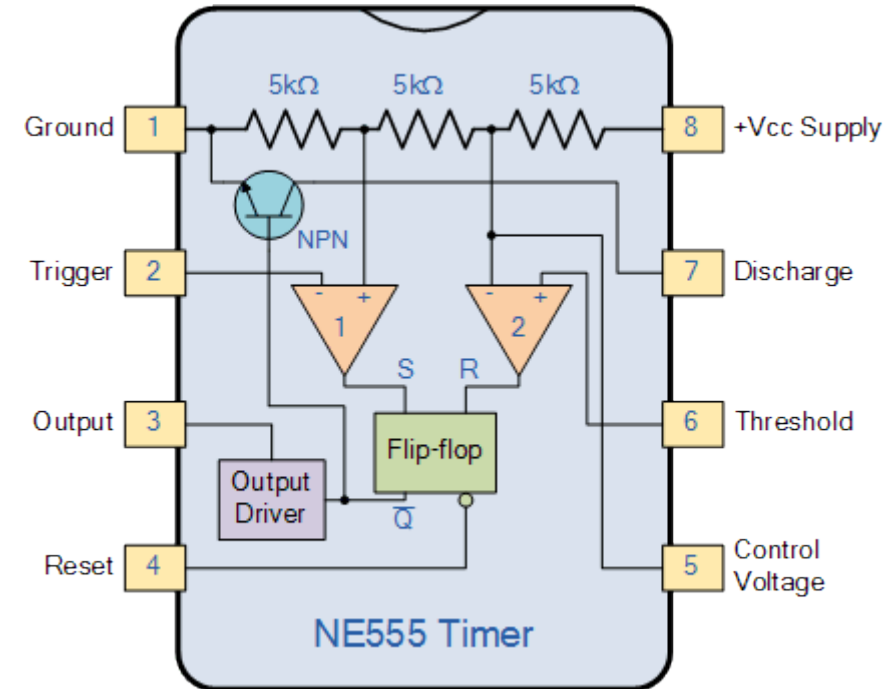 5kΩ 5kΩ 5kΩ
Ground 1
8 +Vcc Supply
NPN
Trigger 2
- +
- +
7 Discharge
1
2
S R
Output 3
6 Threshold
Flip-flop
Output
Driver
Q̅
Reset 4
5 Control
Voltage
NE555 Timer